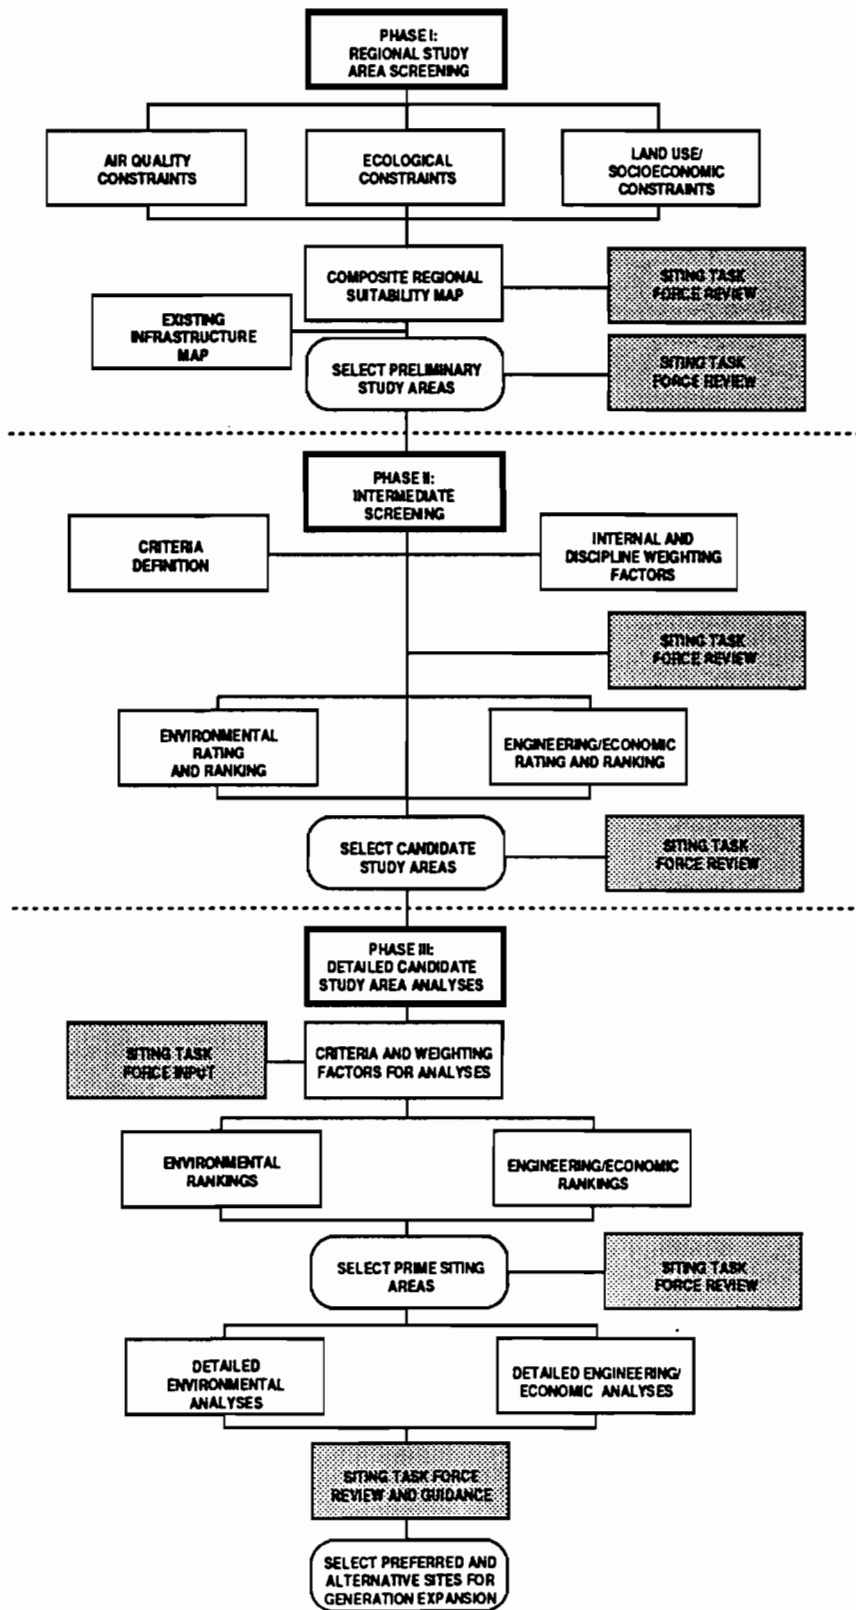 PHASE I:
REGIONAL STUDY
AREA SCREENING
AIR QUALITY
CONSTRAINTS
ECOLOGICAL
CONSTRAINTS
LAND USE/
SOCIOECONOMIC
CONSTRAINTS
COMPOSITE REGIONAL
SUITABILITY MAP
SITING TASK
FORCE REVIEW
EXISTING
INFRASTRUCTURE
MAP
SELECT PRELIMINARY
STUDY AREAS
SITING TASK
FORCE REVIEW
PHASE II:
INTERMEDIATE
SCREENING
CRITERIA
DEFINITION
INTERNAL AND
DISCIPLINE WEIGHTING
FACTORS
SITING TASK
FORCE REVIEW
ENVIRONMENTAL
RATING
AND RANKING
ENGINEERING/ECONOMIC
RATING AND RANKING
SELECT CANDIDATE
STUDY AREAS
SITING TASK
FORCE REVIEW
PHASE III:
DETAILED CANDIDATE
STUDY AREA ANALYSES
SITING TASK
FORCE INPUT
CRITERIA AND WEIGHTING
FACTORS FOR ANALYSES
ENVIRONMENTAL
RANKINGS
ENGINEERING/ECONOMIC
RANKINGS
SELECT PRIME SITING
AREAS
SITING TASK
FORCE REVIEW
DETAILED
ENVIRONMENTAL
ANALYSES
DETAILED ENGINEERING/
ECONOMIC ANALYSES
SITING TASK FORCE
REVIEW AND GUIDANCE
SELECT PREFERRED AND
ALTERNATIVE SITES FOR
GENERATION EXPANSION